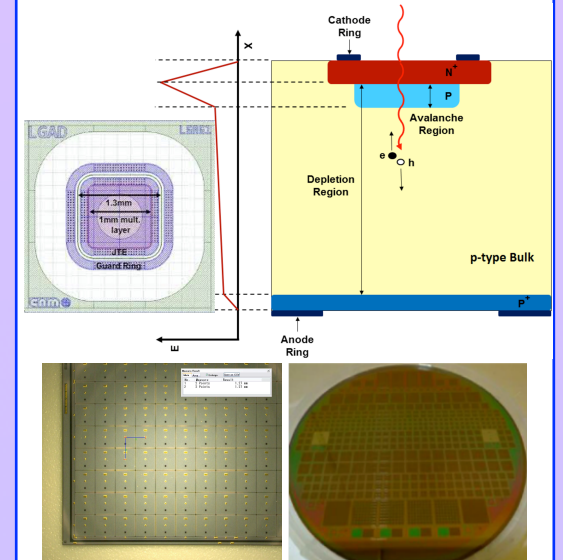 Cathode
Ring
X
N+
P
Avalanche
Region
LGAD
e
h
Depletion
Region
1.3mm
1mm mult.
layer
JTE
Guard Ring
p-type Bulk
P+
cnm
Anode
Ring
E